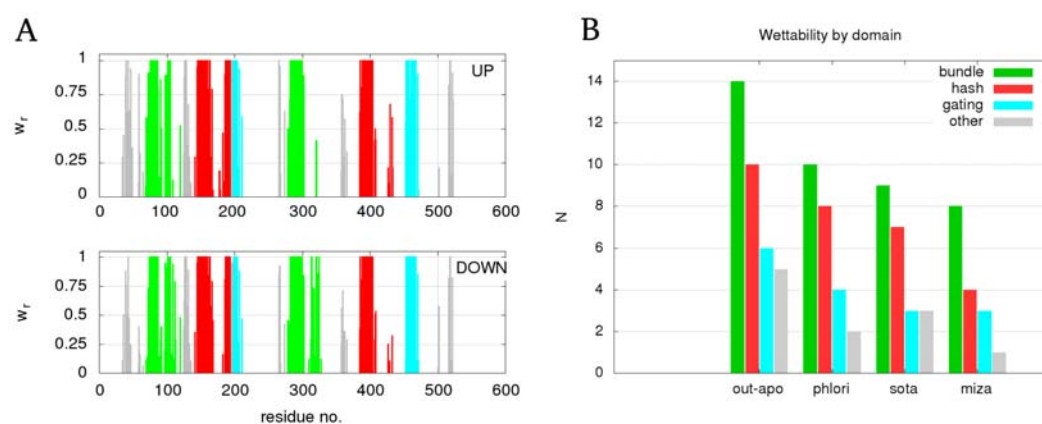 A
1
0.75
0.5
0.25
0
w_r
UP
0 100 200 300 400 500 600
1
0.75
0.5
0.25
0
w_r
DOWN
0 100 200 300 400 500 600
residue no.
B
Wettability by domain
bundle
hash
gating
other
14
12
10
8
6
4
2
0
N
out-apo phlori sota miza